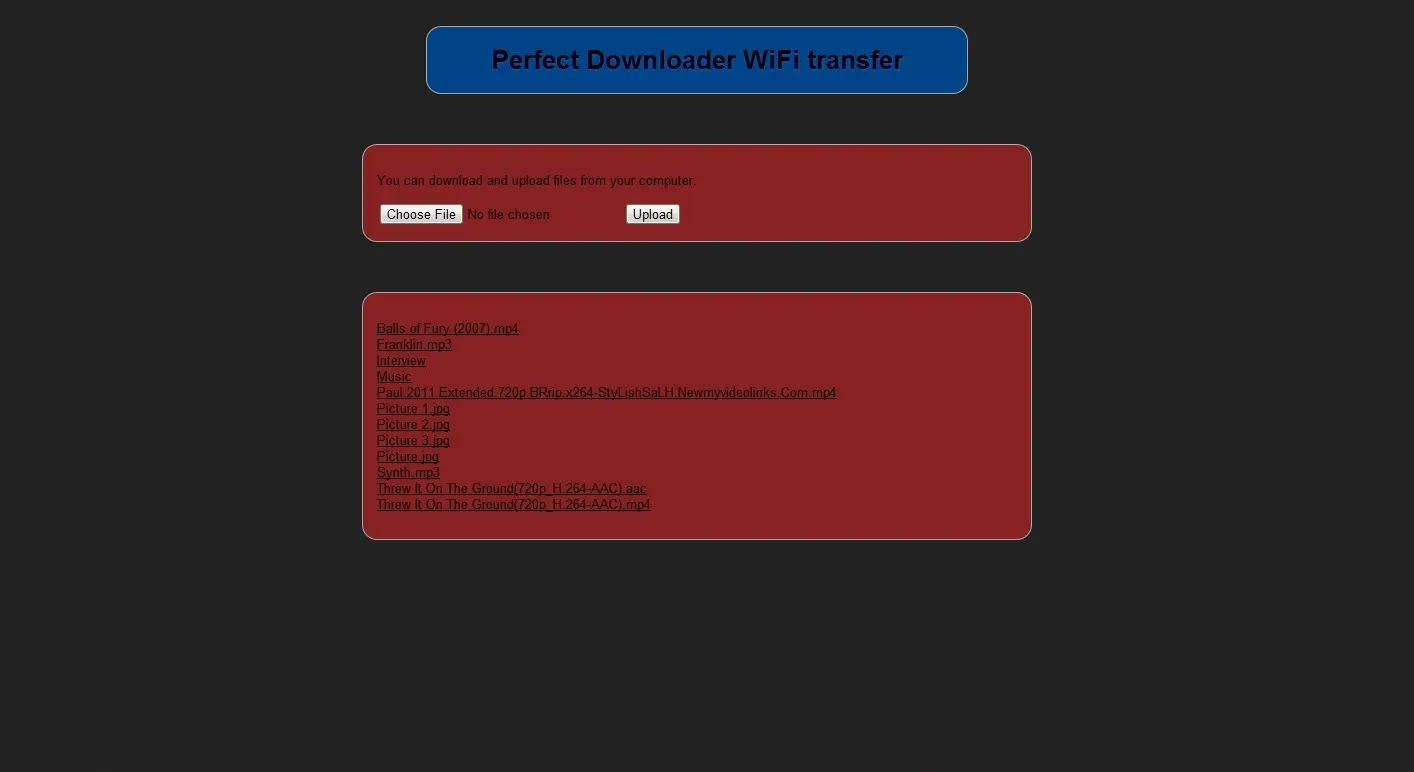 Perfect Downloader WiFi transfer
You can download and upload files from your computer.
Choose File No file chosen Upload
Balls of Fury (2007).mp4
Franklin.mp3
Interview
Music
Paul.2011.Extended.720p.BRrip.x264-StyLishSaLH.Newmyvideolinks.Com.mp4
Picture 1.jpg
Picture 2.jpg
Picture 3.jpg
Picture.jpg
Synth.mp3
Threw It On The Ground(720p_H.264-AAC).aac
Threw It On The Ground(720p_H.264-AAC).mp4